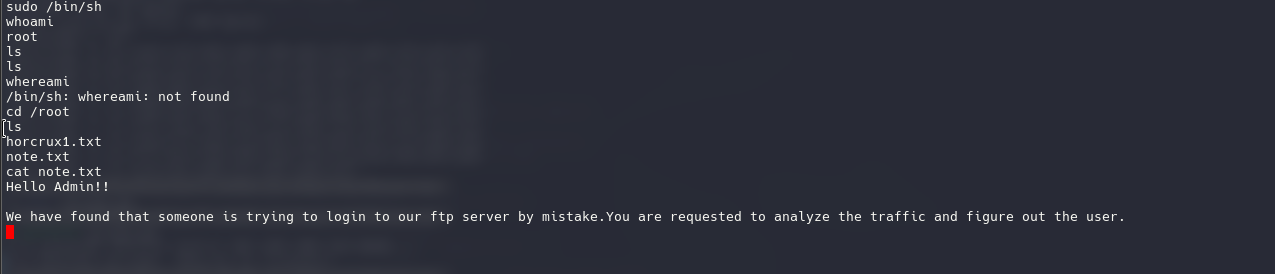 sudo /bin/sh
whoami
root
ls
ls
whereami
/bin/sh: whereami: not found
cd /root
ls
horcrux1.txt
note.txt
cat note.txt
Hello Admin!!
We have found that someone is trying to login to our ftp server by mistake.You are requested to analyze the traffic and figure out the user.